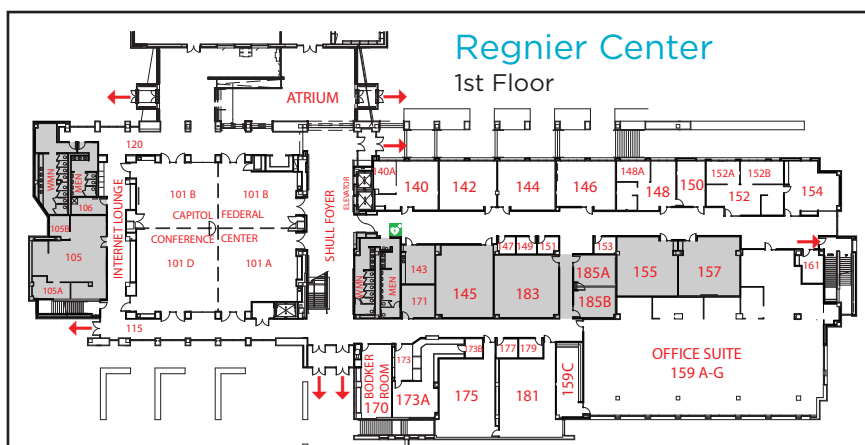 Regnier Center
1st Floor
ATRIUM
120
WMN
MEN
106
105B
105
105A
INTERNET LOUNGE
115
101 B
101 B
CAPITOL FEDERAL
CONFERENCE CENTER
101 D
101 A
SHULL FOYER
ELEVATOR
140A
140
142
144
146
148A
148
150
152A
152B
152
154
WMN
MEN
143
171
145
147
149
151
183
153
185A
185B
155
157
161
OFFICE SUITE
159 A-G
BODKER
ROOM
170
173
173A
173B
175
177
179
181
159C